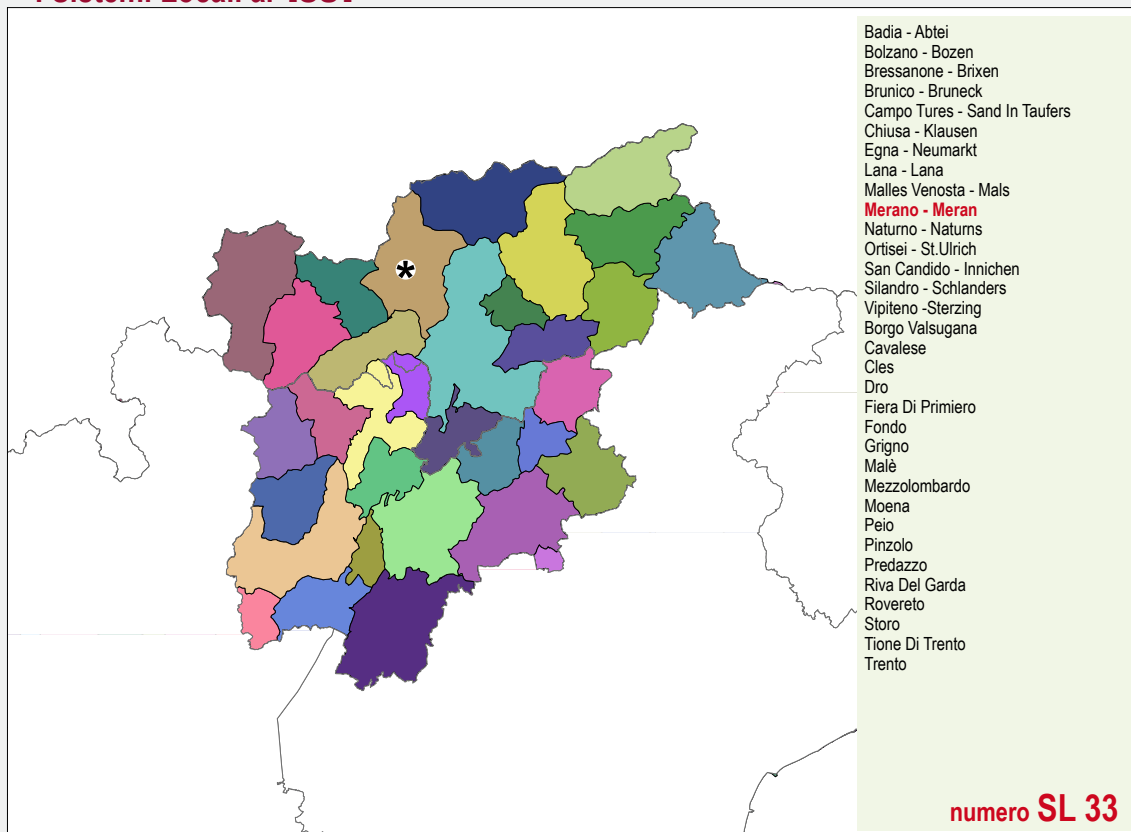 Badia - Abtei
Bolzano - Bozen
Bressanone - Brixen
Brunico - Bruneck
Campo Tures - Sand In Taufers
Chiusa - Klausen
Egna - Neumarkt
Lana - Lana
Malles Venosta - Mals
Merano - Meran
Naturno - Naturns
Ortisei - St.Ulrich
San Candido - Innichen
Silandro - Schlanders
Vipiteno -Sterzing
Borgo Valsugana
Cavalese
Cles
Dro
Fiera Di Primiero
Fondo
Grigno
Malè
Mezzolombardo
Moena
Peio
Pinzolo
Predazzo
Riva Del Garda
Rovereto
Storo
Tione Di Trento
Trento
*
numero SL 33